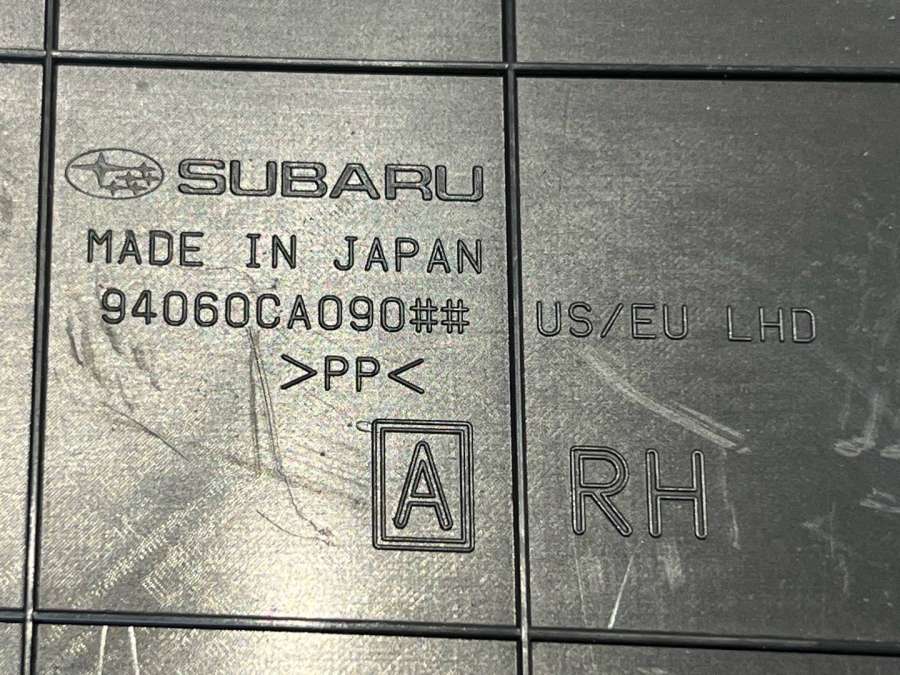 SUBARU
MADE IN JAPAN
94060CA090##
US/EU LHD
>PP<
A
RH